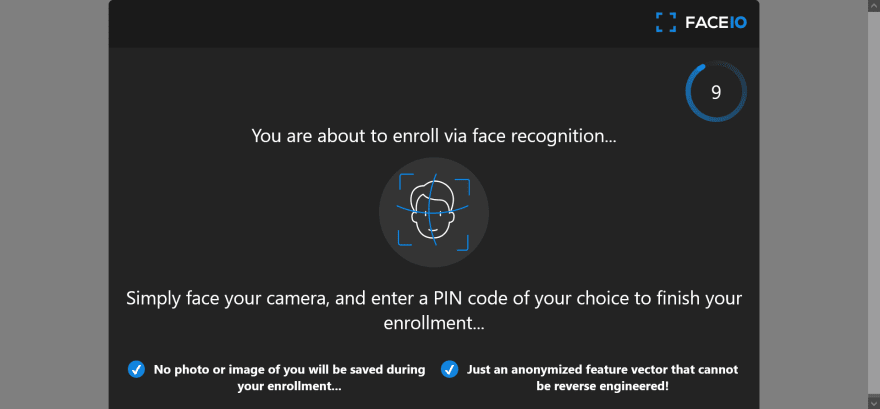 FACEIO
9
You are about to enroll via face recognition...
Simply face your camera, and enter a PIN code of your choice to finish your
enrollment...
No photo or image of you will be saved during
your enrollment...
Just an anonymized feature vector that cannot
be reverse engineered!